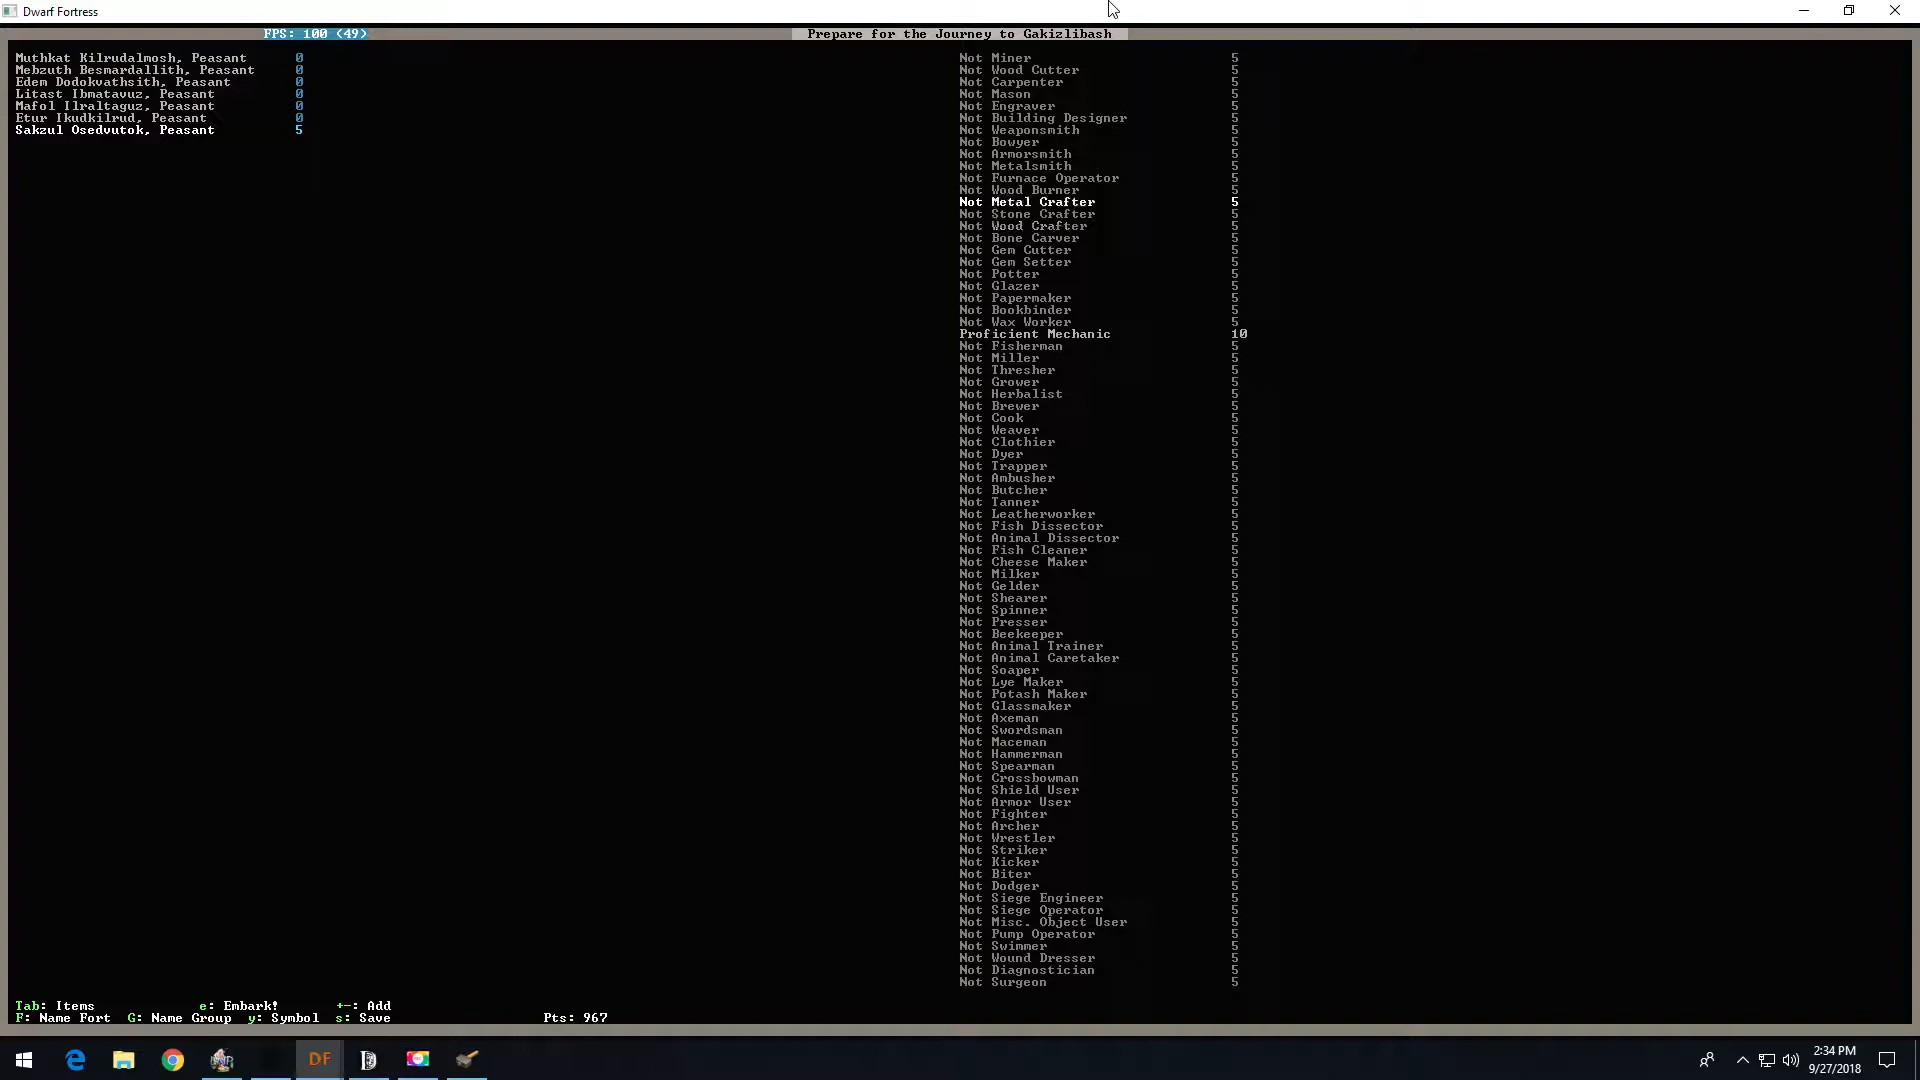 Dwarf Fortress
FPS: 100 (49)
Prepare for the Journey to Gakizlibash
Muthkat Kilrudalmosh, Peasant 0
Mebzuth Besmardallith, Peasant 0
Edem Dodokvathsith, Peasant 0
Litast Ibmatavuz, Peasant 0
Mafol Ilraltaguz, Peasant 0
Etur Ikudkilrud, Peasant 0
Sakzul Osedvutok, Peasant 5
Not Miner 5
Not Wood Cutter 5
Not Carpenter 5
Not Mason 5
Not Engraver 5
Not Building Designer 5
Not Weaponsmith 5
Not Bowyer 5
Not Armorsmith 5
Not Metalsmith 5
Not Furnace Operator 5
Not Wood Burner 5
Not Metal Crafter 5
Not Stone Crafter 5
Not Wood Crafter 5
Not Bone Carver 5
Not Gem Cutter 5
Not Gem Setter 5
Not Potter 5
Not Glazer 5
Not Papermaker 5
Not Bookbinder 5
Not Wax Worker 5
Proficient Mechanic 10
Not Fisherman 5
Not Miller 5
Not Thresher 5
Not Grower 5
Not Herbalist 5
Not Brewer 5
Not Cook 5
Not Weaver 5
Not Clothier 5
Not Dyer 5
Not Trapper 5
Not Ambusher 5
Not Butcher 5
Not Tanner 5
Not Leatherworker 5
Not Fish Dissector 5
Not Animal Dissector 5
Not Fish Cleaner 5
Not Cheese Maker 5
Not Milker 5
Not Gelder 5
Not Shearer 5
Not Spinner 5
Not Presser 5
Not Beekeeper 5
Not Animal Trainer 5
Not Animal Caretaker 5
Not Soaper 5
Not Lye Maker 5
Not Potash Maker 5
Not Glassmaker 5
Not Axeman 5
Not Swordsman 5
Not Maceman 5
Not Hammerman 5
Not Spearman 5
Not Crossbowman 5
Not Shield User 5
Not Armor User 5
Not Fighter 5
Not Archer 5
Not Wrestler 5
Not Striker 5
Not Kicker 5
Not Biter 5
Not Dodger 5
Not Siege Engineer 5
Not Siege Operator 5
Not Misc. Object User 5
Not Pump Operator 5
Not Swimmer 5
Not Wound Dresser 5
Not Diagnostician 5
Not Surgeon 5
Tab: Items e: Embark! +-: Add
F: Name Fort G: Name Group y: Symbol s: Save Pts: 967
DF
2:34 PM
9/27/2018